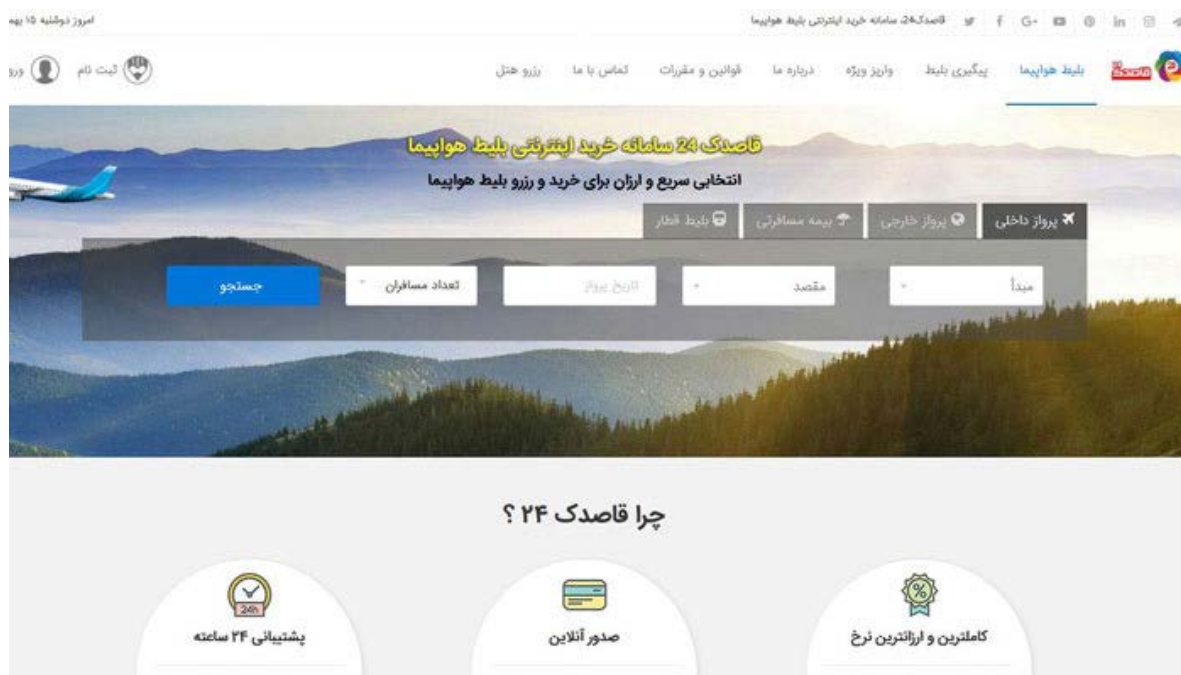 قاصدک24، سامانه خرید اینترنتی بلیط هواپیما
امروز دوشنبه ۱۵
قاصدک
بلیط هواپیما
پیگیری بلیط
واریز ویژه
درباره ما
قوانین و مقررات
تماس با ما
رزرو هتل
ثبت نام
قاصدک 24 سامانه خرید اینترنتی بلیط هواپیما
انتخابی سریع و ارزان برای خرید و رزرو بلیط هواپیما
پرواز داخلی
پرواز خارجی
بیمه مسافرتی
بلیط قطار
مبدأ
مقصد
تاریخ پرواز
تعداد مسافران
جستجو
چرا قاصدک ۲۴ ؟
کاملترین و ارزانترین نرخ
صدور آنلاین
24h
پشتیبانی ۲۴ ساعته